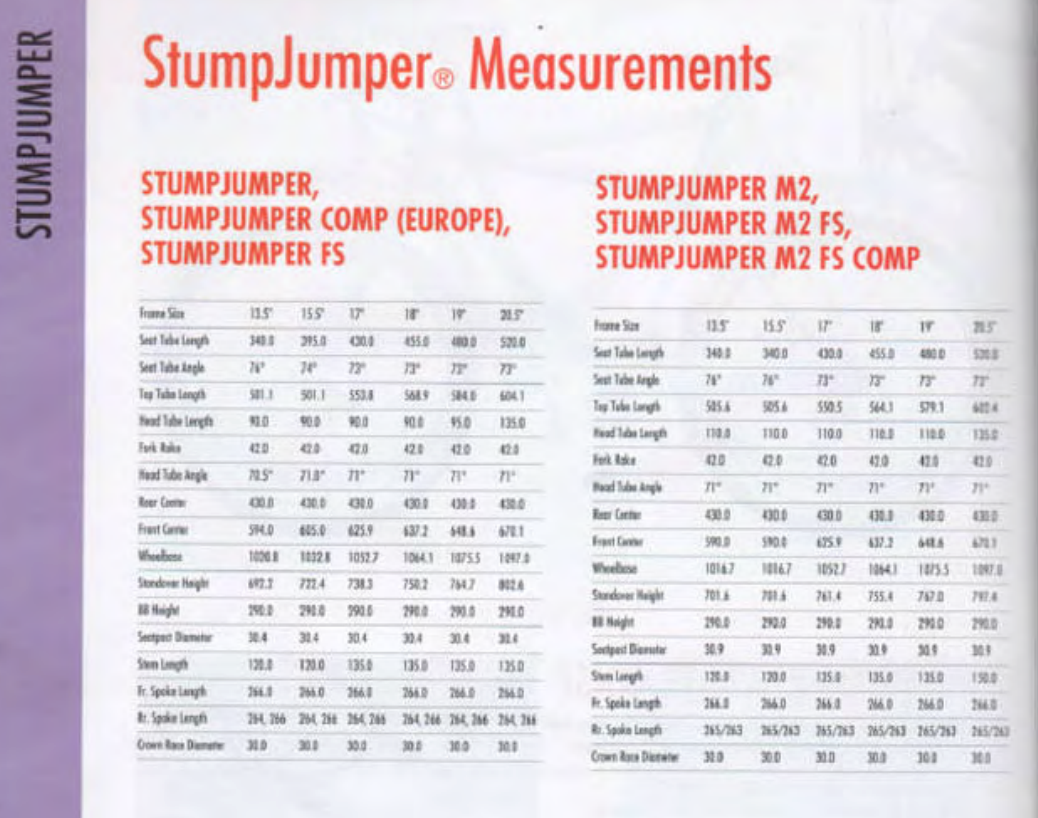 STUMPJUMPER
StumpJumper® Measurements
STUMPJUMPER,
STUMPJUMPER COMP (EUROPE),
STUMPJUMPER FS
Frame Size 13.5" 15.5" 17" 18" 19" 20.5"
Seat Tube Length 340.0 395.0 430.0 455.0 480.0 520.0
Seat Tube Angle 76° 74° 73° 73° 73° 73°
Top Tube Length 501.1 501.1 553.8 568.9 584.0 604.1
Head Tube Length 90.0 90.0 90.0 90.0 95.0 135.0
Fork Rake 42.0 42.0 42.0 42.0 42.0 42.0
Head Tube Angle 70.5° 71.0° 71° 71° 71° 71°
Rear Center 430.0 430.0 430.0 430.0 430.0 430.0
Front Center 594.0 605.0 625.9 637.2 648.6 670.1
Wheelbase 1020.8 1032.8 1052.7 1064.1 1075.5 1097.0
Standover Height 692.2 722.4 738.3 750.2 764.7 802.6
BB Height 290.0 290.0 290.0 290.0 290.0 290.0
Seatpost Diameter 30.4 30.4 30.4 30.4 30.4 30.4
Stem Length 120.0 120.0 135.0 135.0 135.0 135.0
Fr. Spoke Length 266.0 266.0 266.0 266.0 266.0 266.0
Rr. Spoke Length 264, 266 264, 266 264, 266 264, 266 264, 266 264, 266
Crown Race Diameter 30.0 30.0 30.0 30.0 30.0 30.0
STUMPJUMPER M2,
STUMPJUMPER M2 FS,
STUMPJUMPER M2 FS COMP
Frame Size 13.5" 15.5" 17" 18" 19" 20.5"
Seat Tube Length 340.0 340.0 430.0 455.0 480.0 520.0
Seat Tube Angle 76° 76° 73° 73° 73° 73°
Top Tube Length 505.6 505.6 550.5 564.1 579.1 602.4
Head Tube Length 110.0 110.0 110.0 110.0 110.0 135.0
Fork Rake 42.0 42.0 42.0 42.0 42.0 42.0
Head Tube Angle 71° 71° 71° 71° 71° 71°
Rear Center 430.0 430.0 430.0 430.0 430.0 430.0
Front Center 590.0 590.0 625.9 637.2 648.6 670.1
Wheelbase 1016.7 1016.7 1052.7 1064.1 1075.5 1097.0
Standover Height 701.6 701.6 761.4 755.4 767.0 797.4
BB Height 290.0 290.0 290.0 290.0 290.0 290.0
Seatpost Diameter 30.9 30.9 30.9 30.9 30.9 30.9
Stem Length 120.0 120.0 135.0 135.0 135.0 150.0
Fr. Spoke Length 266.0 266.0 266.0 266.0 266.0 266.0
Rr. Spoke Length 265/263 265/263 265/263 265/263 265/263 265/263
Crown Race Diameter 30.0 30.0 30.0 30.0 30.0 30.0